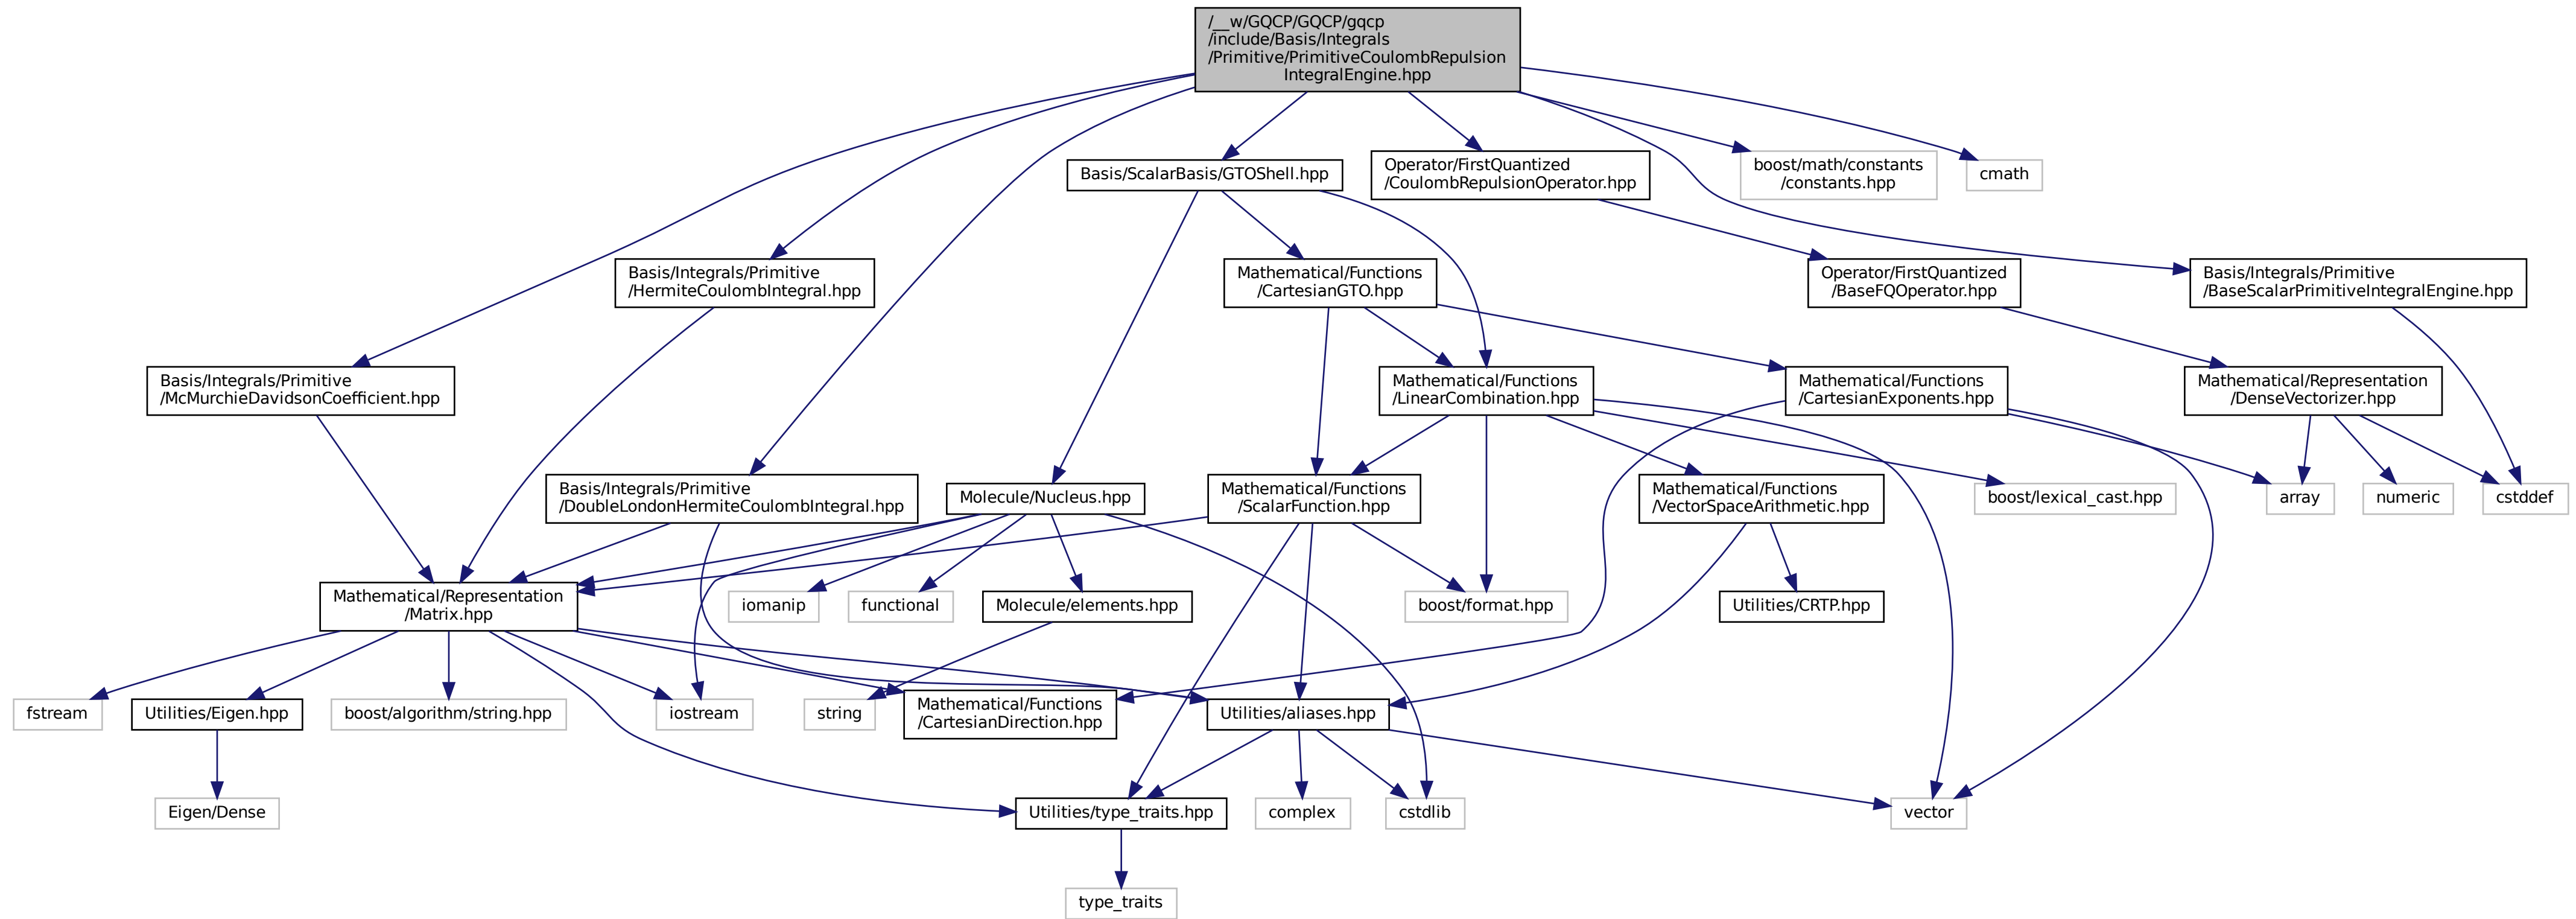 /__w/GQCP/GQCP/gqcp
/include/Basis/Integrals
/Primitive/PrimitiveCoulombRepulsion
IntegralEngine.hpp
Basis/ScalarBasis/GTOShell.hpp
Operator/FirstQuantized
/CoulombRepulsionOperator.hpp
boost/math/constants
/constants.hpp
cmath
Basis/Integrals/Primitive
/HermiteCoulombIntegral.hpp
Mathematical/Functions
/CartesianGTO.hpp
Operator/FirstQuantized
/BaseFQOperator.hpp
Basis/Integrals/Primitive
/BaseScalarPrimitiveIntegralEngine.hpp
Basis/Integrals/Primitive
/McMurchieDavidsonCoefficient.hpp
Mathematical/Functions
/LinearCombination.hpp
Mathematical/Functions
/CartesianExponents.hpp
Mathematical/Representation
/DenseVectorizer.hpp
Basis/Integrals/Primitive
/DoubleLondonHermiteCoulombIntegral.hpp
Molecule/Nucleus.hpp
Mathematical/Functions
/ScalarFunction.hpp
Mathematical/Functions
/VectorSpaceArithmetic.hpp
boost/lexical_cast.hpp
array
numeric
cstddef
Mathematical/Representation
/Matrix.hpp
iomanip
functional
Molecule/elements.hpp
boost/format.hpp
Utilities/CRTP.hpp
fstream
Utilities/Eigen.hpp
boost/algorithm/string.hpp
iostream
string
Mathematical/Functions
/CartesianDirection.hpp
Utilities/aliases.hpp
Eigen/Dense
Utilities/type_traits.hpp
complex
cstdlib
vector
type_traits